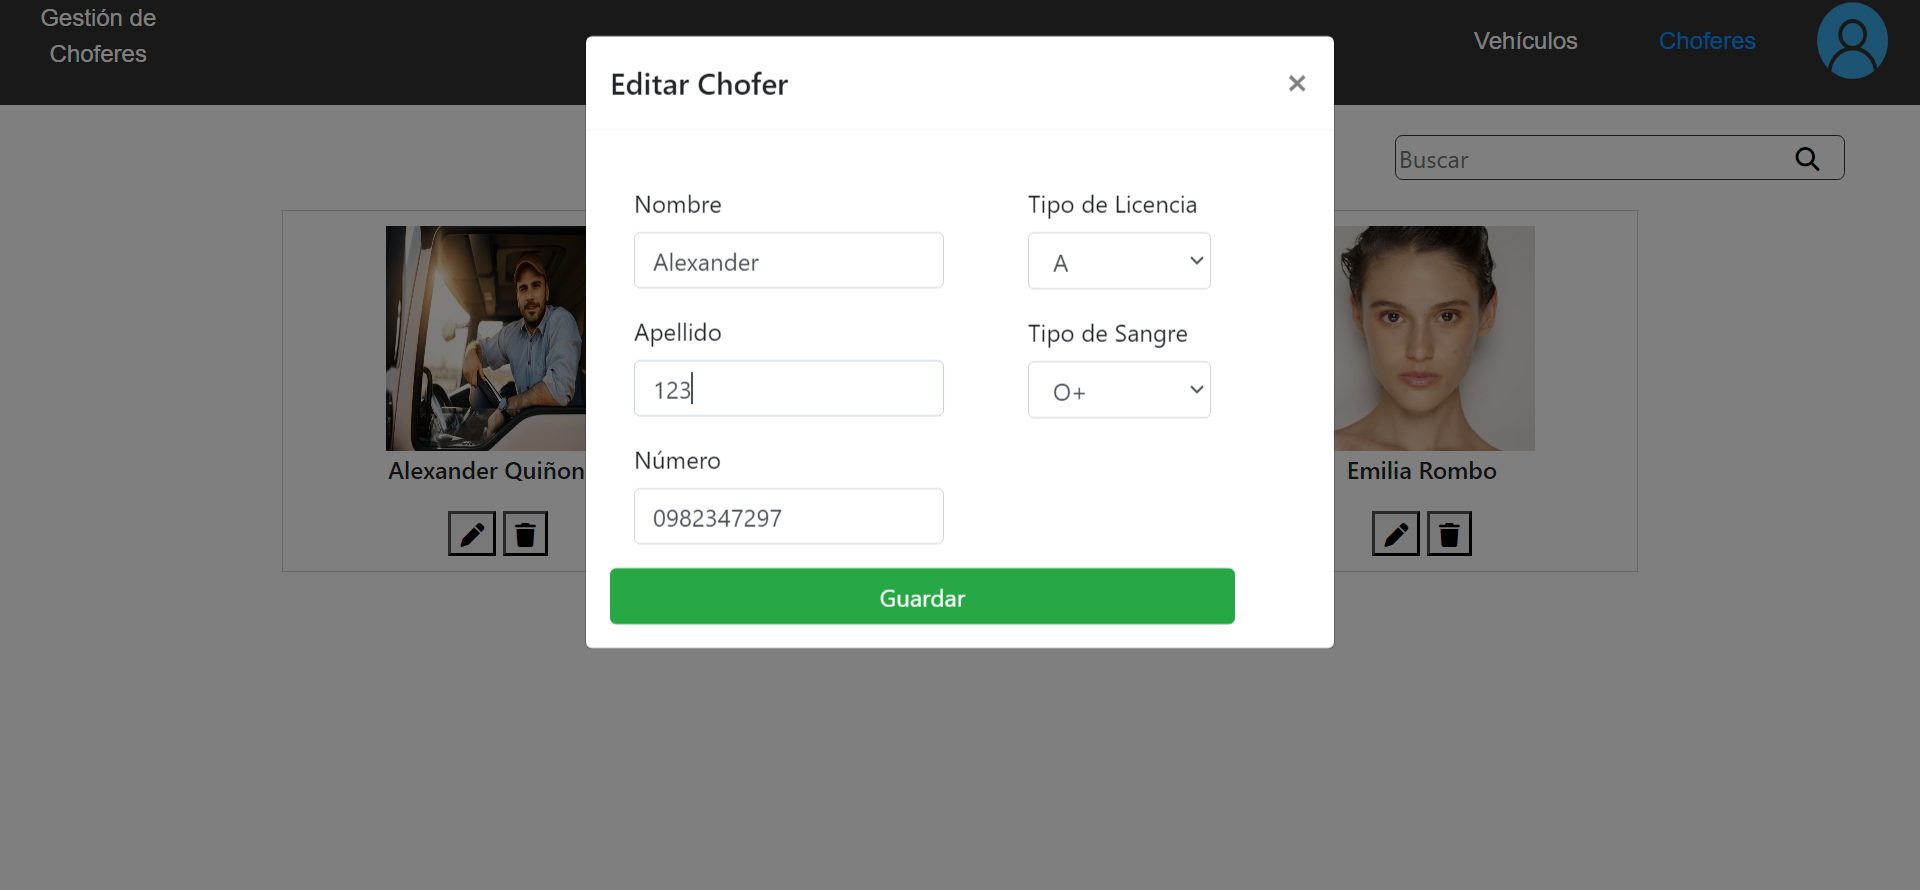 Gestión de
Choferes
Vehículos
Choferes
Editar Chofer
×
Buscar
Nombre
Alexander
Tipo de Licencia
A
Apellido
123
Tipo de Sangre
O+
Número
0982347297
Guardar
Alexander Quiñon
Emilia Rombo